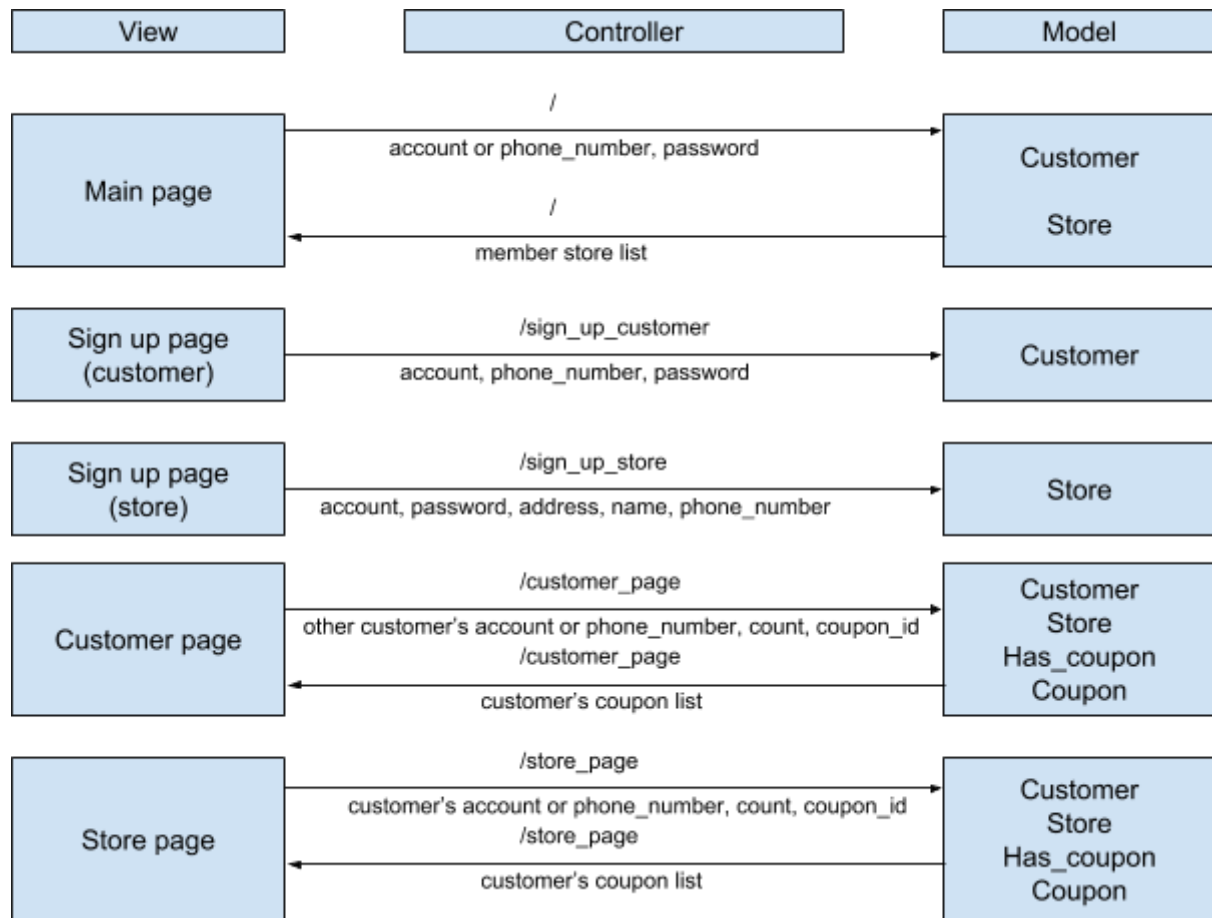 View
Controller
Model
Main page
/
account or phone_number, password
/
member store list
Customer
Store
Sign up page
(customer)
/sign_up_customer
account, phone_number, password
Customer
Sign up page
(store)
/sign_up_store
account, password, address, name, phone_number
Store
Customer page
/customer_page
other customer's account or phone_number, count, coupon_id
/customer_page
customer's coupon list
Customer
Store
Has_coupon
Coupon
Store page
/store_page
customer's account or phone_number, count, coupon_id
/store_page
customer's coupon list
Customer
Store
Has_coupon
Coupon